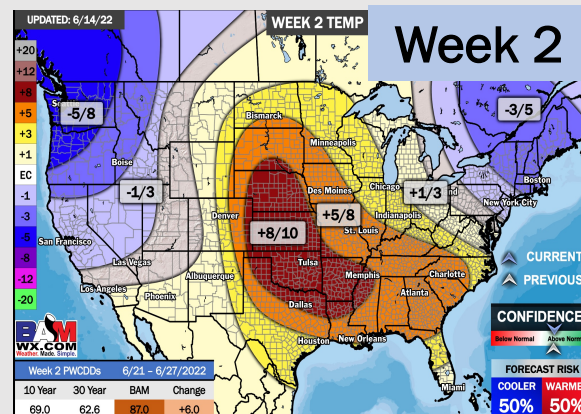 UPDATED: 6/14/22
WEEK 2 TEMP
Week 2
+20
+12
+8
+5
+3
+1
EC
-1
-3
-5
-8
-12
-20
-5/8
-3/5
Bismarck
Minneapolis
Boise
-1/3
Des Moines
Chicago
+1/3
nd
Boston
New York City
Denver
+5/8
Indianapolis
St. Louis
+8/10
San Francisco
Las Vegas
Tulsa
Los Angeles
Albuquerque
Memphis
Charlotte
Phoenix
Dallas
Atlanta
Houston
New Orleans
Miami
CURRENT
PREVIOUS
CONFIDENCE
Below Normal
Above Norm
BAM
WX.COM
Weather. Made. Simple.
Week 2 PWCDDs 6/21 – 6/27/2022
10 Year 30 Year BAM Change
69.0 62.6 87.0 +6.0
FORECAST RISK
COOLER WARME
50% 50%